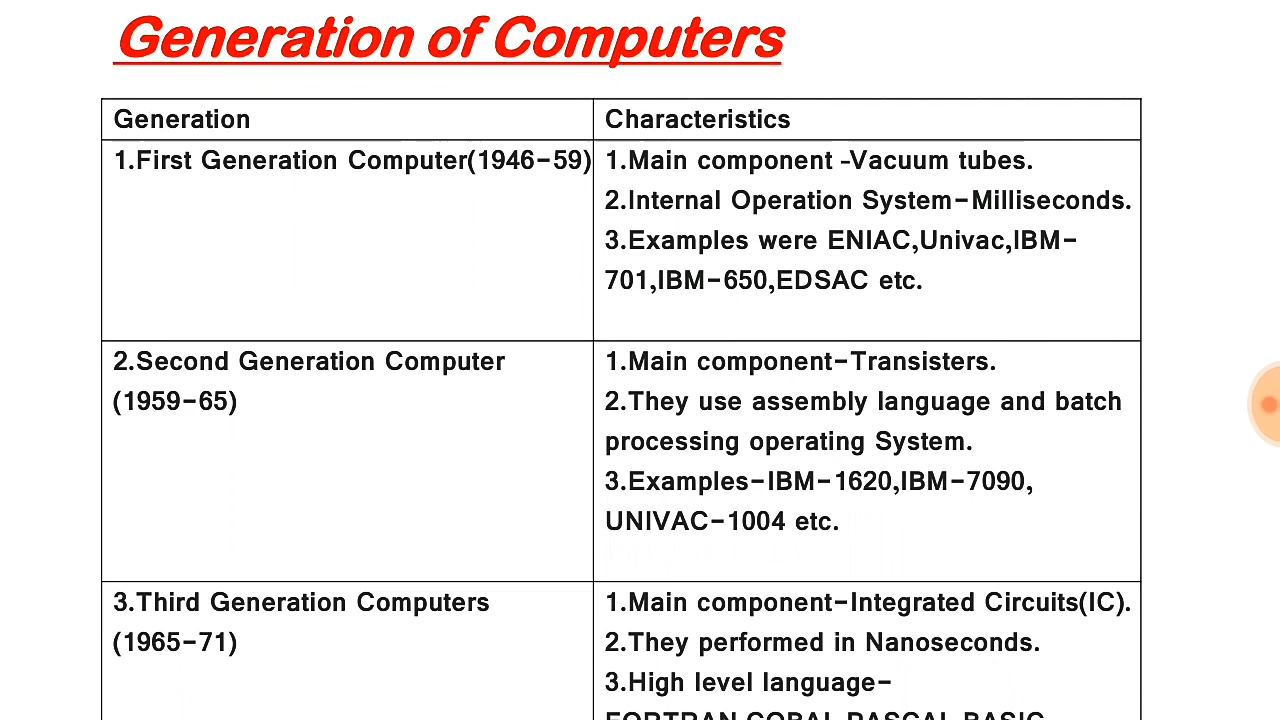 Generation of Computers
Generation
Characteristics
1.First Generation Computer(1946-59)
1.Main component -Vacuum tubes.
2.Internal Operation System-Milliseconds.
3.Examples were ENIAC,Univac,IBM-
701,IBM-650,EDSAC etc.
2.Second Generation Computer
(1959-65)
1.Main component-Transisters.
2.They use assembly language and batch
processing operating System.
3.Examples-IBM-1620,IBM-7090,
UNIVAC-1004 etc.
3.Third Generation Computers
(1965-71)
1.Main component-Integrated Circuits(IC).
2.They performed in Nanoseconds.
3.High level language-